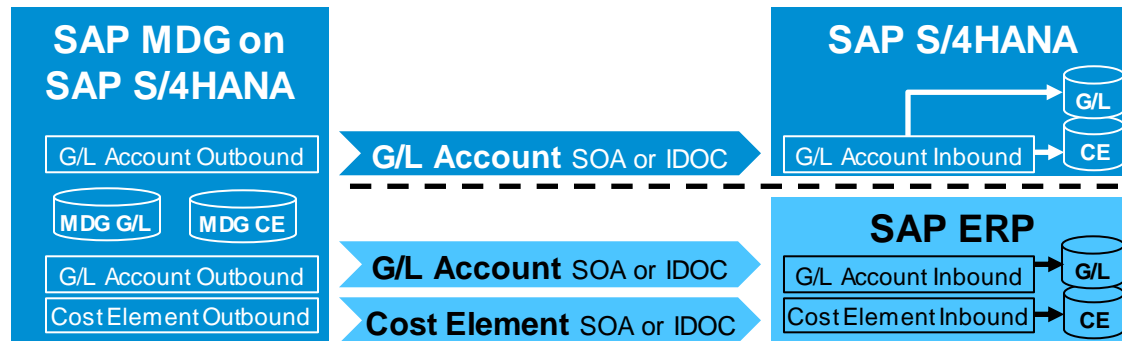 SAP MDG on
SAP S/4HANA
G/L Account Outbound
MDG G/L
MDG CE
G/L Account Outbound
Cost Element Outbound
G/L Account SOA or IDOC
G/L Account SOA or IDOC
Cost Element SOA or IDOC
SAP S/4HANA
G/L
G/L Account Inbound
CE
SAP ERP
G/L Account Inbound
G/L
Cost Element Inbound
CE